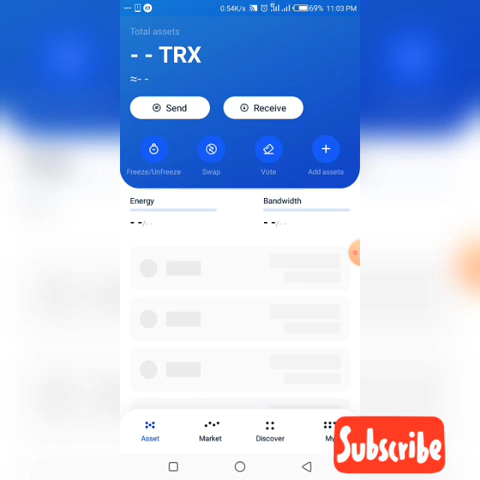 0.54K/s 69% 11:03 PM
Total assets
- - TRX
≈- -
Send Receive
Freeze/Unfreeze Swap Vote Add assets
Energy Bandwidth
- -/- - - -/- -
Asset Market Discover My
Subscribe